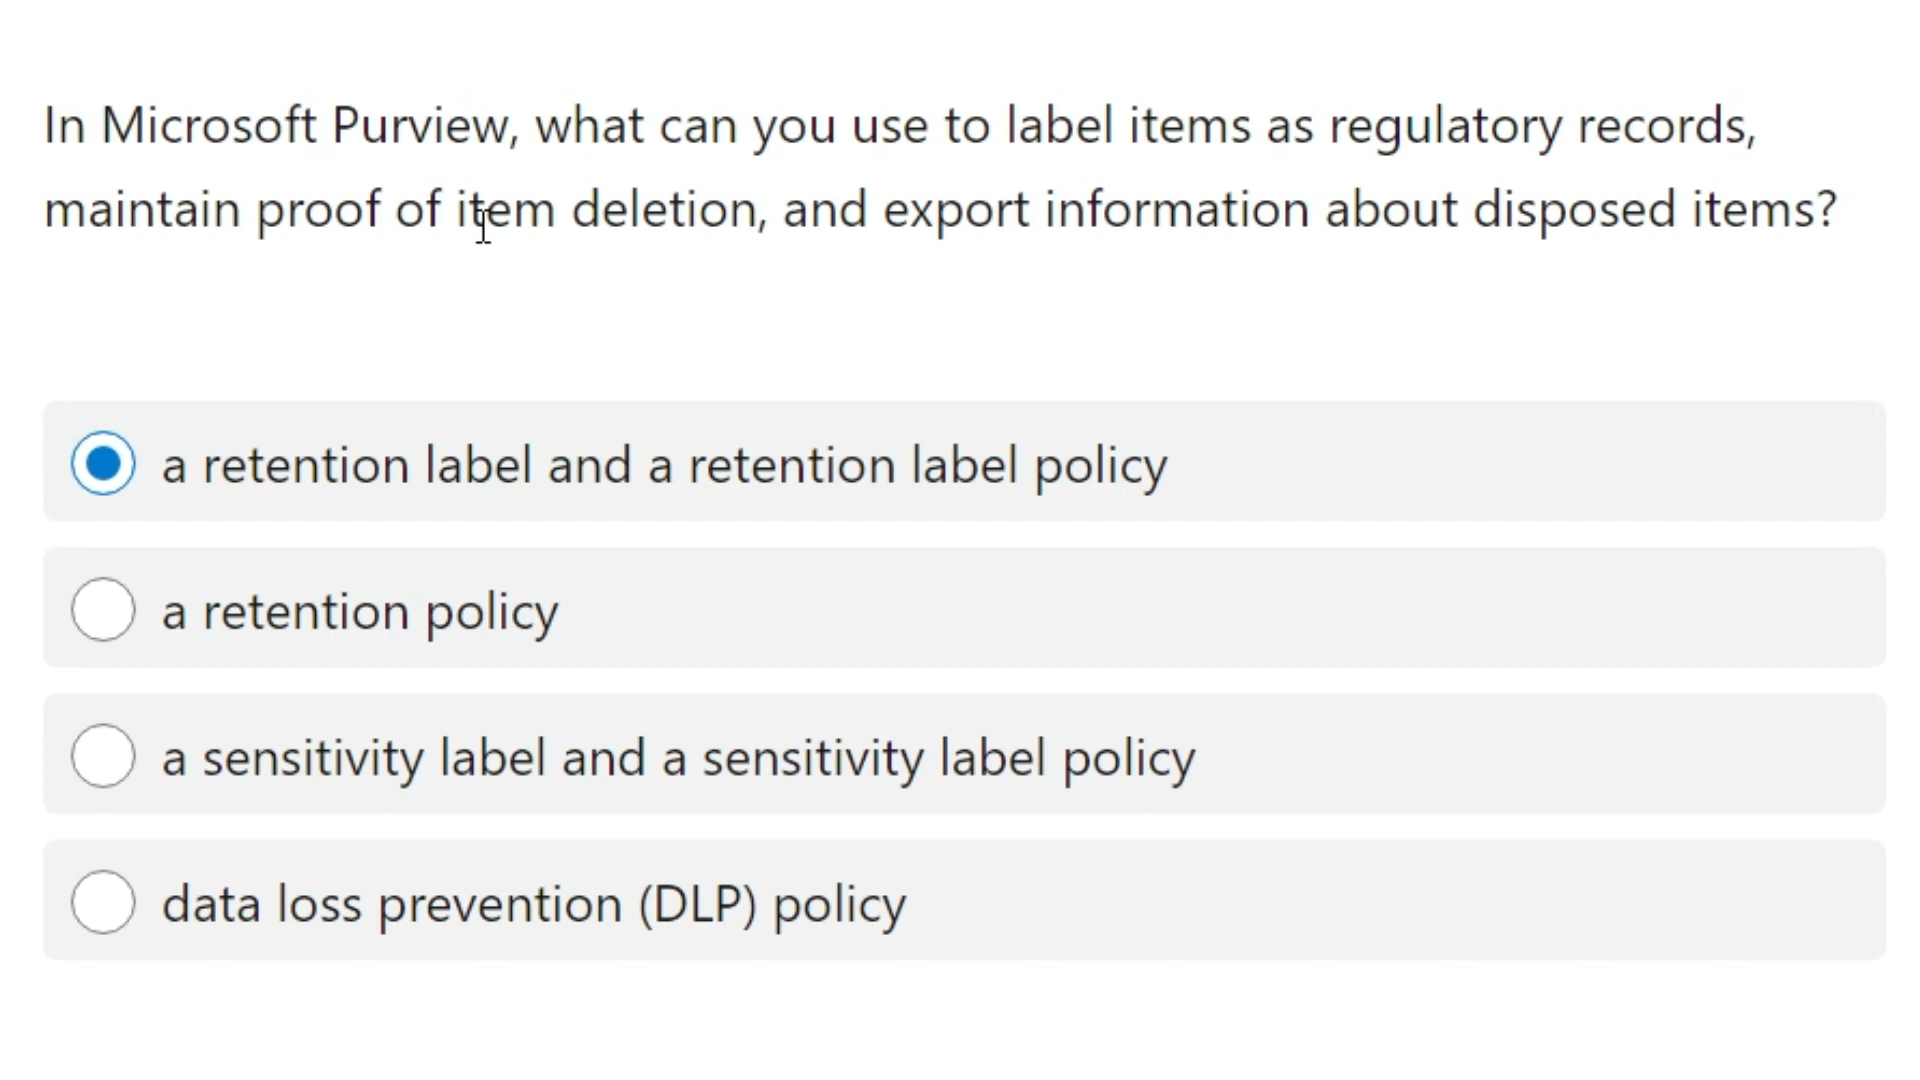 In Microsoft Purview, what can you use to label items as regulatory records,
maintain proof of item deletion, and export information about disposed items?
a retention label and a retention label policy
a retention policy
a sensitivity label and a sensitivity label policy
data loss prevention (DLP) policy